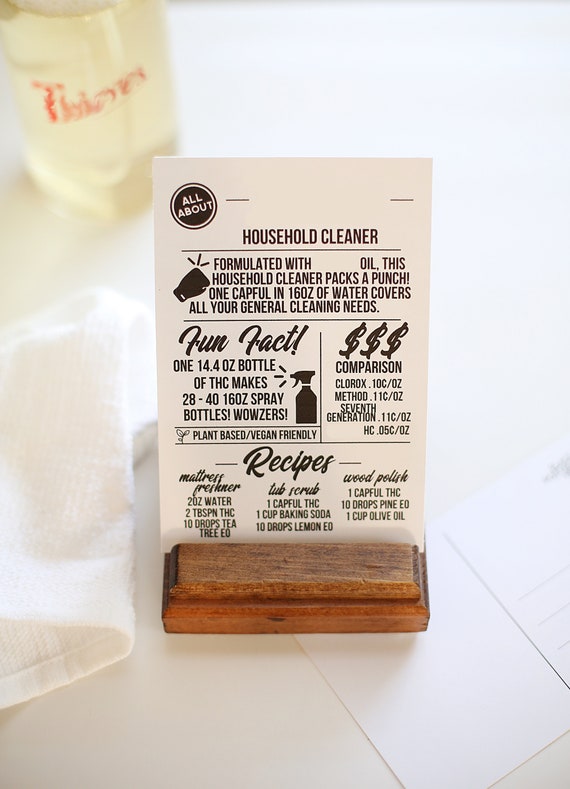 Thieves
ALL
ABOUT
HOUSEHOLD CLEANER
FORMULATED WITH OIL, THIS
HOUSEHOLD CLEANER PACKS A PUNCH!
ONE CAPFUL IN 16OZ OF WATER COVERS
ALL YOUR GENERAL CLEANING NEEDS.
Fun Fact!
ONE 14.4 OZ BOTTLE
OF THC MAKES
28 - 40 16OZ SPRAY
BOTTLES! WOWZERS!
PLANT BASED/VEGAN FRIENDLY
$$$
COMPARISON
CLOROX .10C/OZ
METHOD .11C/OZ
SEVENTH
GENERATION .11C/OZ
HC .05C/OZ
Recipes
mattress
freshner
2OZ WATER
2 TBSPN THC
10 DROPS TEA
TREE EO
tub scrub
1 CAPFUL THC
1 CUP BAKING SODA
10 DROPS LEMON EO
wood polish
1 CAPFUL THC
10 DROPS PINE EO
1 CUP OLIVE OIL